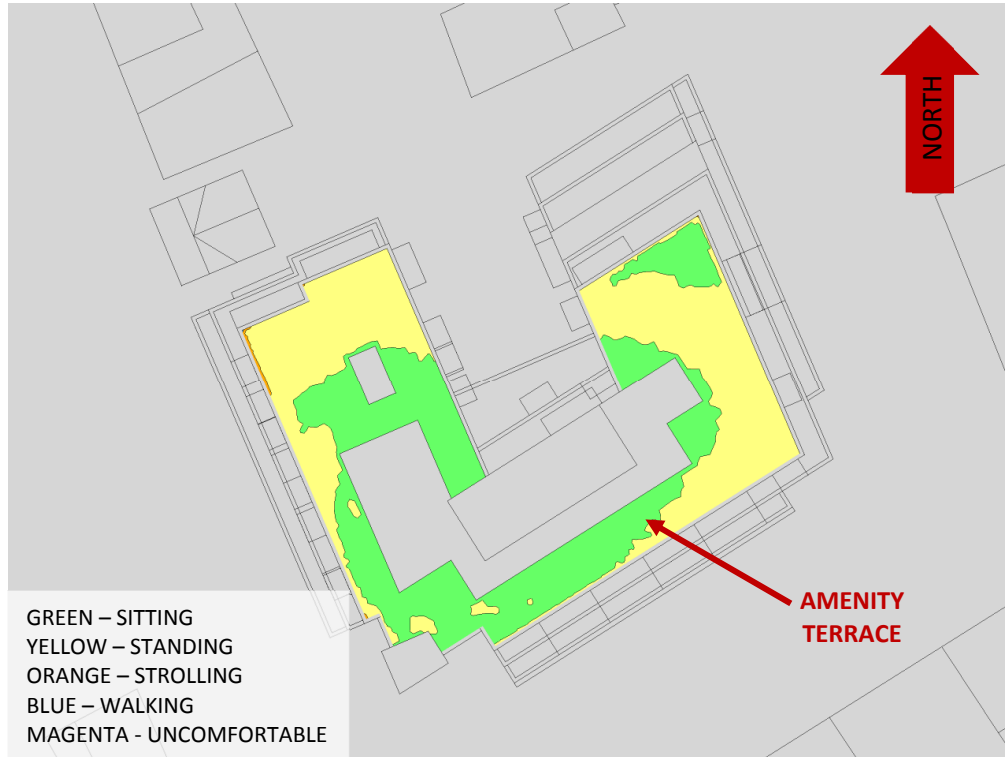 NORTH
AMENITY
TERRACE
GREEN – SITTING
YELLOW – STANDING
ORANGE – STROLLING
BLUE – WALKING
MAGENTA - UNCOMFORTABLE